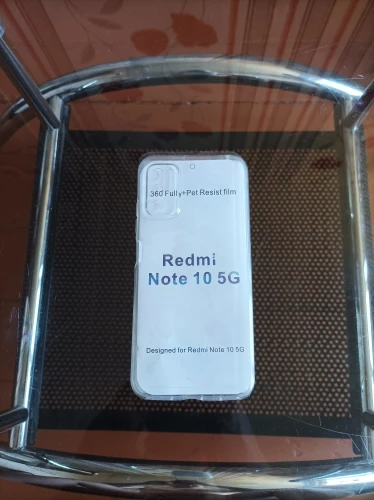 360 Fully+Pet Resist film
Redmi
Note 10 5G
Designed for Redmi Note 10 5G